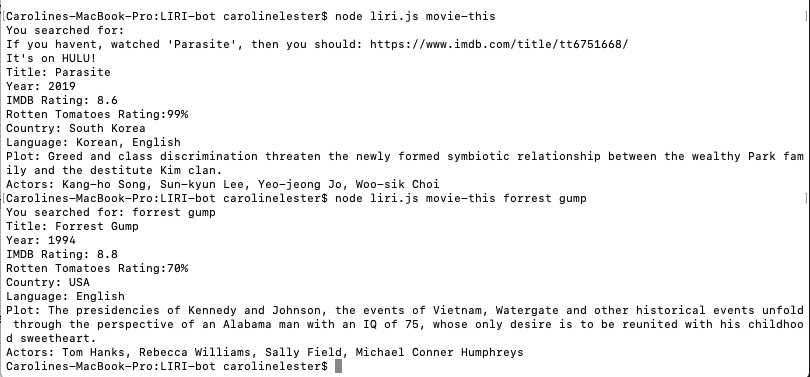 [Carolines-MacBook-Pro:LIRI-bot carolinelester$ node liri.js movie-this ]
You searched for:
If you havent, watched 'Parasite', then you should: https://www.imdb.com/title/tt6751668/
It's on HULU!
Title: Parasite
Year: 2019
IMDB Rating: 8.6
Rotten Tomatoes Rating:99%
Country: South Korea
Language: Korean, English
Plot: Greed and class discrimination threaten the newly formed symbiotic relationship between the wealthy Park fam
ily and the destitute Kim clan.
Actors: Kang-ho Song, Sun-kyun Lee, Yeo-jeong Jo, Woo-sik Choi
[Carolines-MacBook-Pro:LIRI-bot carolinelester$ node liri.js movie-this forrest gump ]
You searched for: forrest gump
Title: Forrest Gump
Year: 1994
IMDB Rating: 8.8
Rotten Tomatoes Rating:70%
Country: USA
Language: English
Plot: The presidencies of Kennedy and Johnson, the events of Vietnam, Watergate and other historical events unfold
 through the perspective of an Alabama man with an IQ of 75, whose only desire is to be reunited with his childhoo
d sweetheart.
Actors: Tom Hanks, Rebecca Williams, Sally Field, Michael Conner Humphreys
Carolines-MacBook-Pro:LIRI-bot carolinelester$